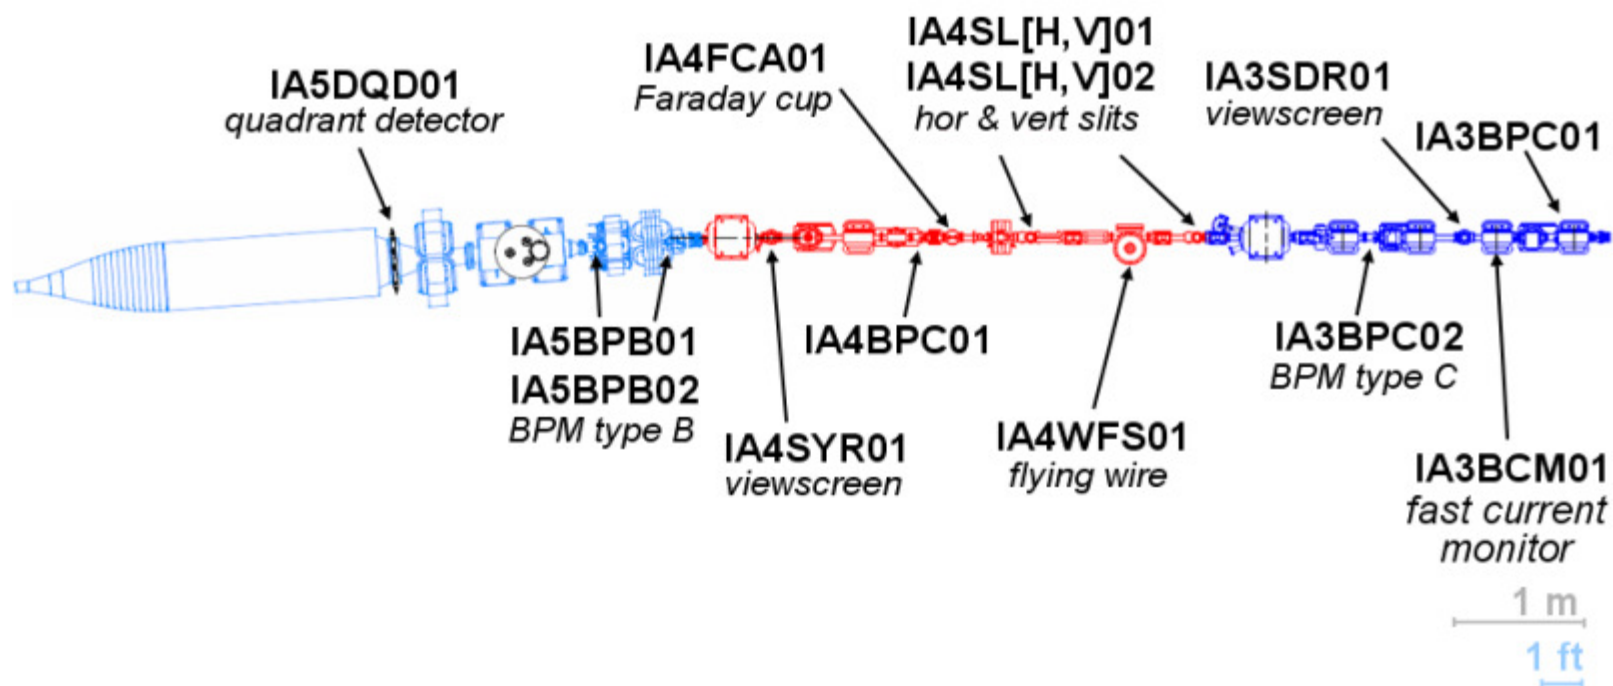 IA5DQD01
quadrant detector
IA4FCA01
Faraday cup
IA4SL[H,V]01
IA4SL[H,V]02
hor & vert slits
IA3SDR01
viewscreen
IA3BPC01
IA5BPB01
IA5BPB02
BPM type B
IA4SYR01
viewscreen
IA4BPC01
IA4WFS01
flying wire
IA3BPC02
BPM type C
IA3BCM01
fast current
monitor
1 m
1 ft